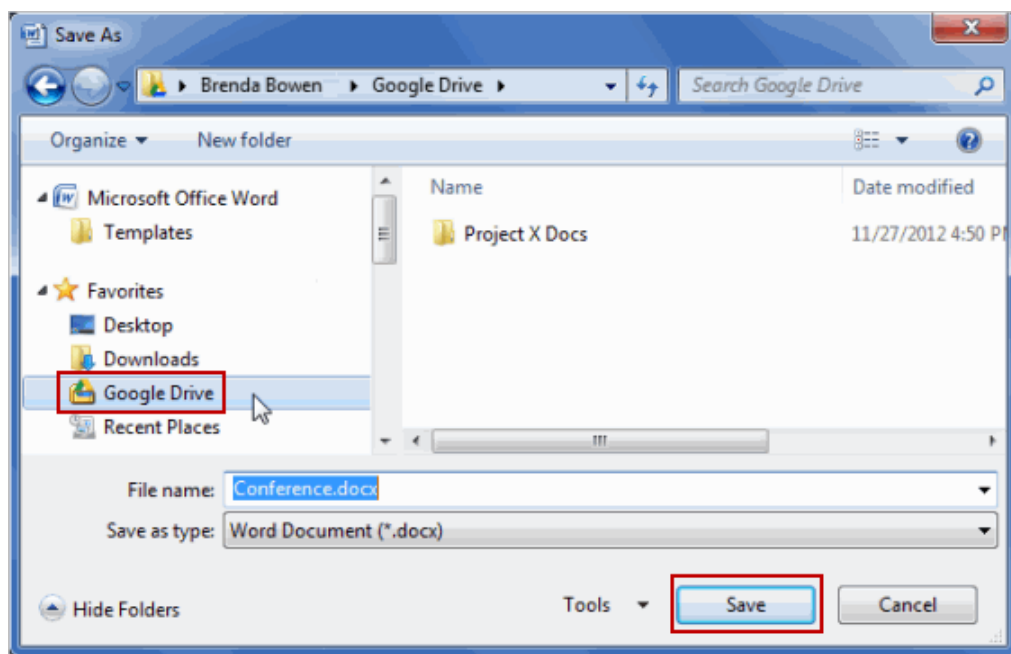 Save As
Brenda Bowen Google Drive Search Google Drive
Organize New folder
Microsoft Office Word
Templates
Favorites
Desktop
Downloads
Google Drive
Recent Places
Name Date modified
Project X Docs 11/27/2012 4:50 PM
File name: Conference.docx
Save as type: Word Document (*.docx)
Hide Folders Tools Save Cancel